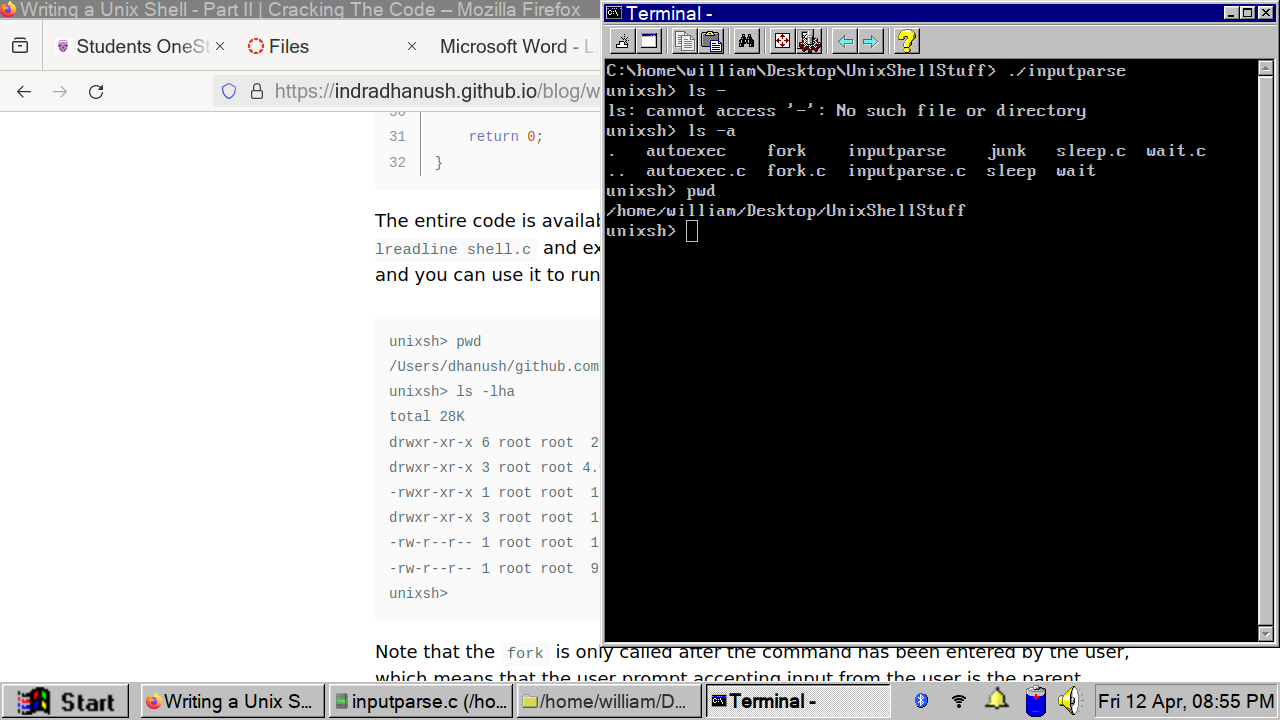 Writing a Unix Shell - Part II | Cracking The Code — Mozilla Firefox
Students OneSt
Files
Microsoft Word - L
https://indradhanush.github.io/blog/w
30
31 return 0;
32 }
The entire code is availab
lreadline shell.c and ex
and you can use it to run
unixsh> pwd
/Users/dhanush/github.com
unixsh> ls -lha
total 28K
drwxr-xr-x 6 root root 2
drwxr-xr-x 3 root root 4.
-rwxr-xr-x 1 root root 1
drwxr-xr-x 3 root root 1
-rw-r--r-- 1 root root 1
-rw-r--r-- 1 root root 9
unixsh>
Note that the fork is only called after the command has been entered by the user,
which means that the user prompt accepting input from the user is the parent
Terminal -
C:\home\william\Desktop\UnixShellStuff> ./inputparse
unixsh> ls -
ls: cannot access '-': No such file or directory
unixsh> ls -a
. autoexec fork inputparse junk sleep.c wait.c
.. autoexec.c fork.c inputparse.c sleep wait
unixsh> pwd
/home/william/Desktop/UnixShellStuff
unixsh>
Start
Writing a Unix S...
inputparse.c (/ho...
/home/william/D...
Terminal -
Fri 12 Apr, 08:55 PM